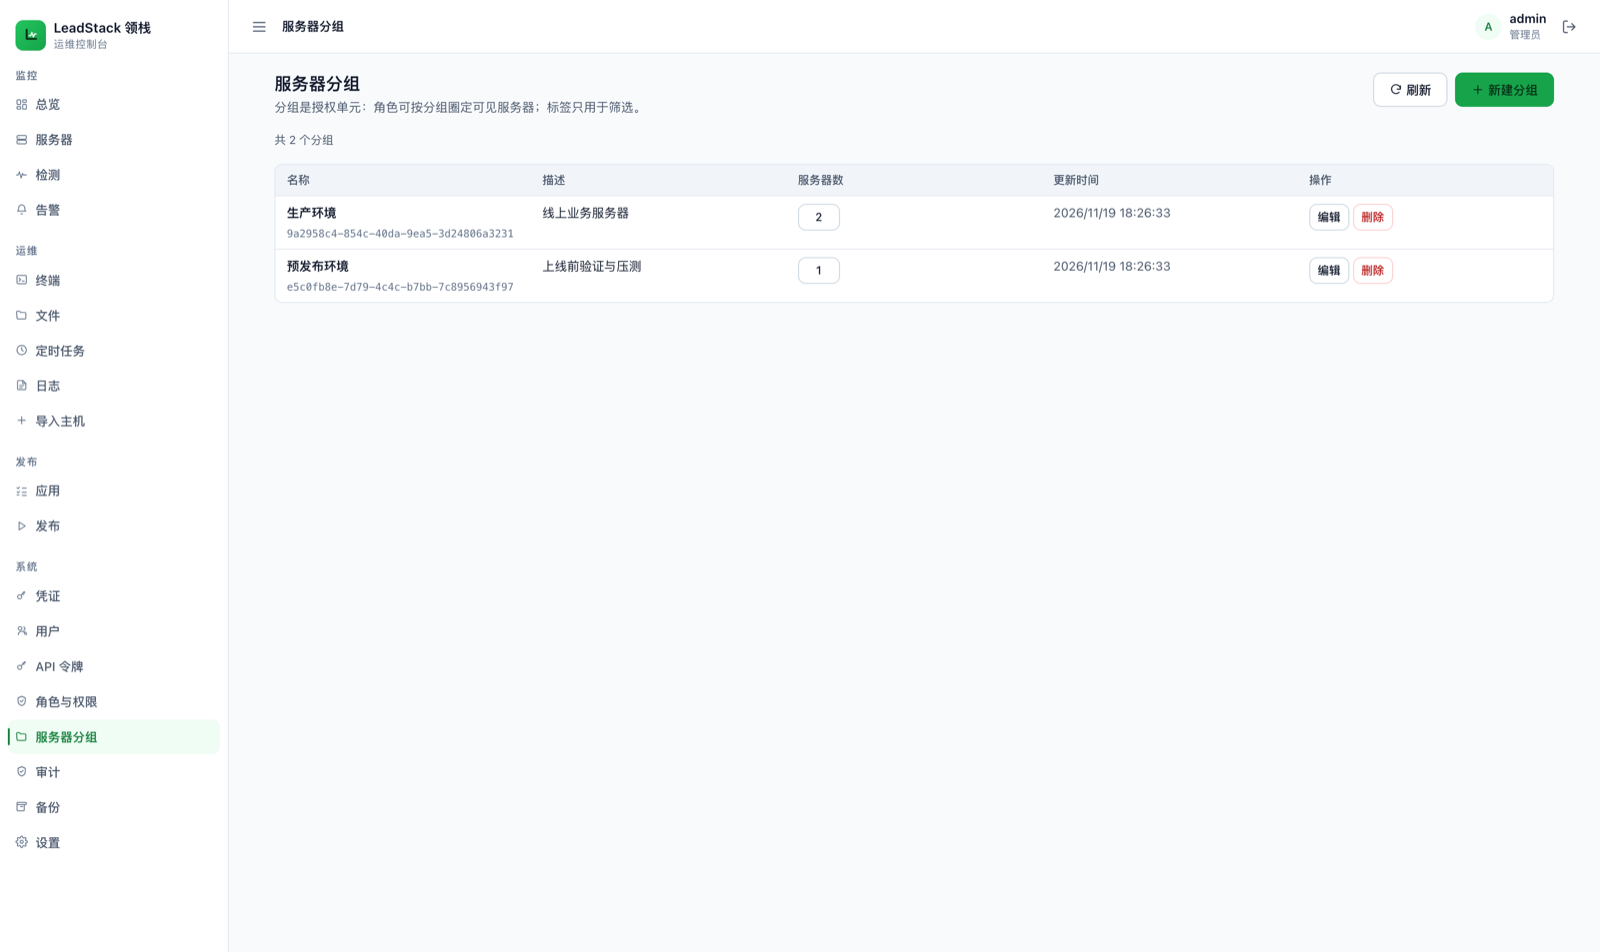 LeadStack 领栈
运维控制台
监控
总览
服务器
检测
告警
运维
终端
文件
定时任务
日志
导入主机
发布
应用
发布
系统
凭证
用户
API 令牌
角色与权限
服务器分组
审计
备份
设置
服务器分组
A
admin
管理员
服务器分组
分组是授权单元：角色可按分组圈定可见服务器；标签只用于筛选。
刷新
新建分组
共 2 个分组
名称 描述 服务器数 更新时间 操作
生产环境 线上业务服务器 2 2026/11/19 18:26:33 编辑 删除
9a2958c4-854c-40da-9ea5-3d24806a3231
预发布环境 上线前验证与压测 1 2026/11/19 18:26:33 编辑 删除
e5c0fb8e-7d79-4c4c-b7bb-7c8956943f97